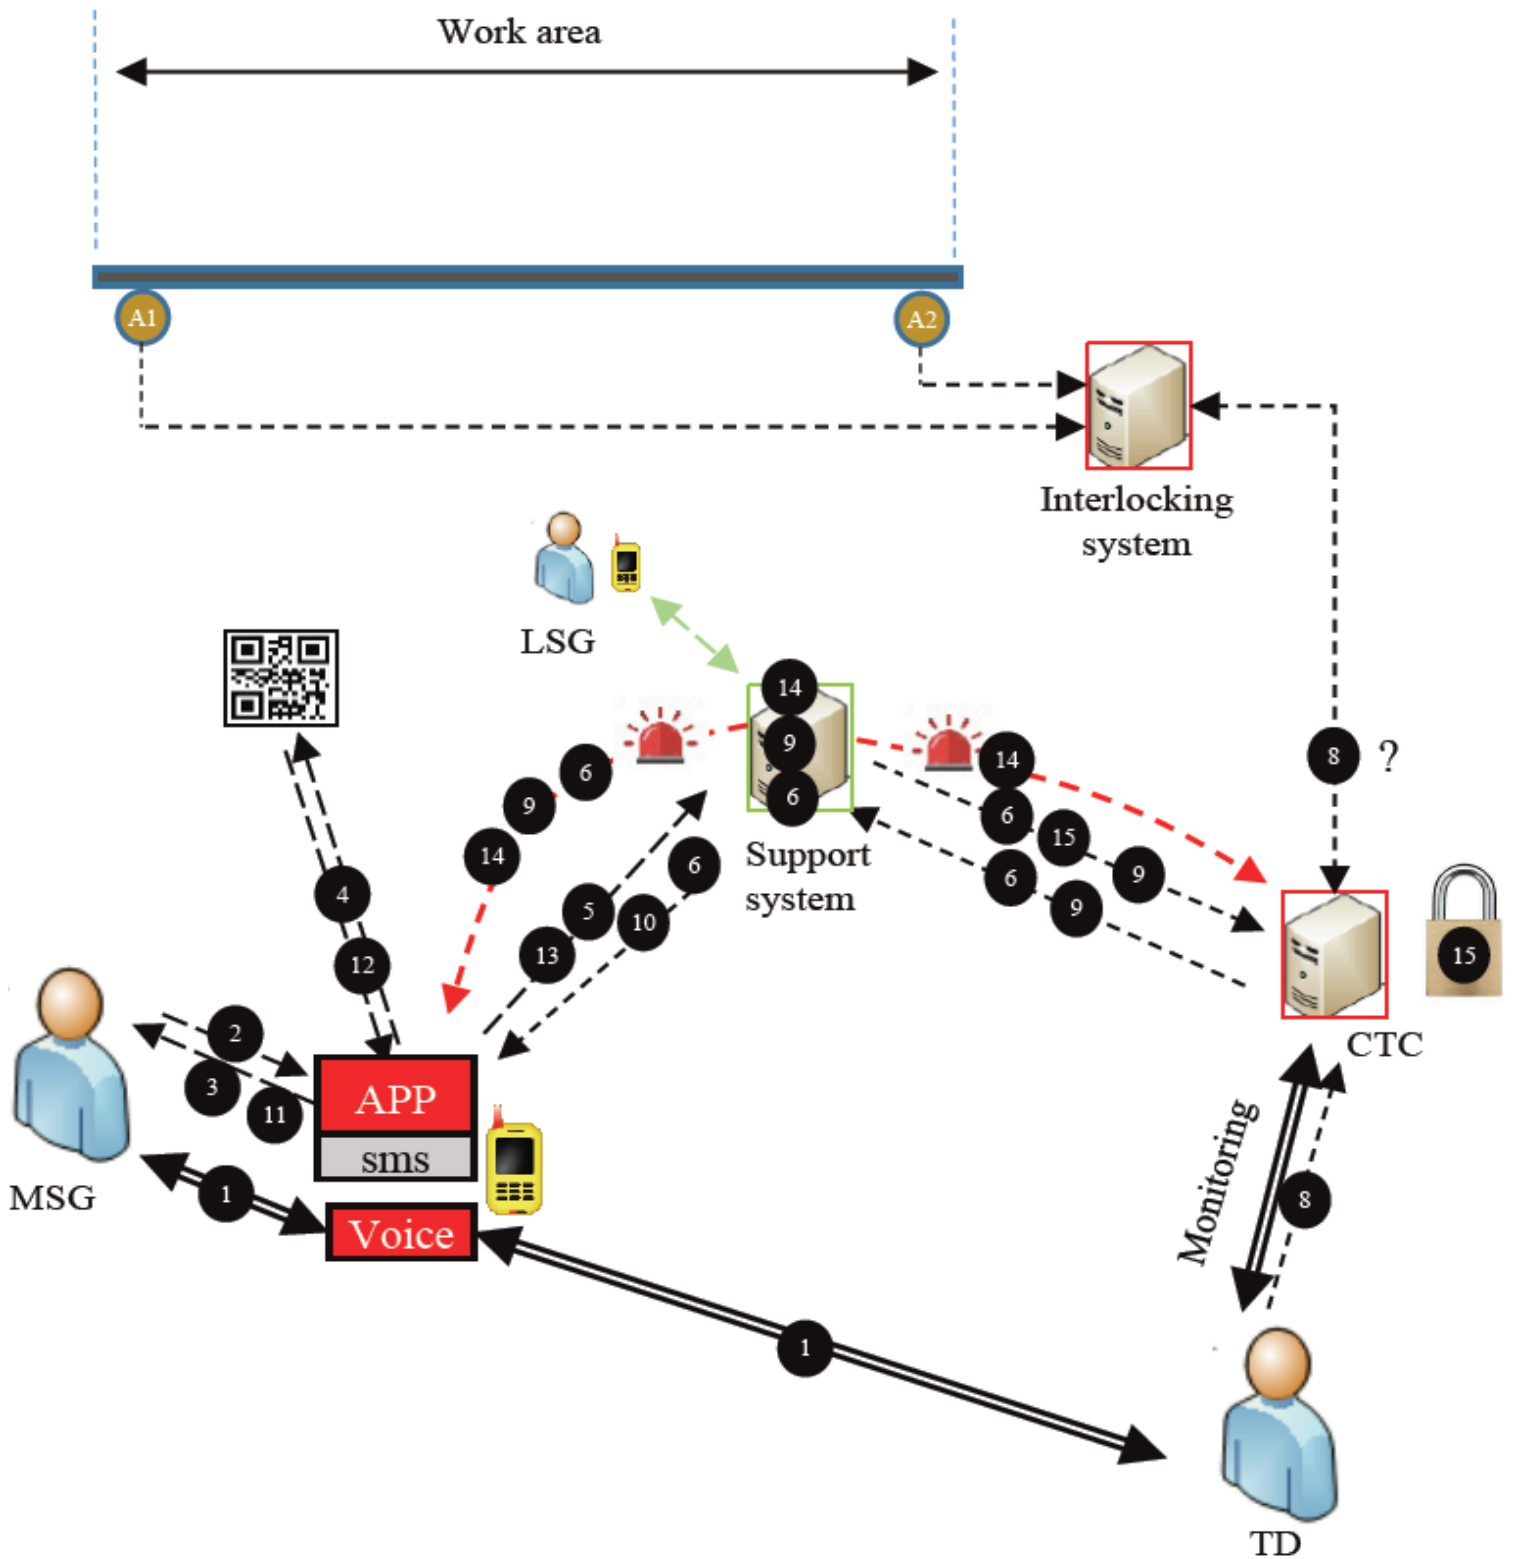 Work area
A1
A2
Interlocking
system
LSG
14
9
6
14
6
9
14
6
15
9
6
9
8
?
Support
system
6
5
10
13
4
12
15
CTC
2
3
11
APP
sms
MSG
1
Voice
Monitoring
8
1
TD